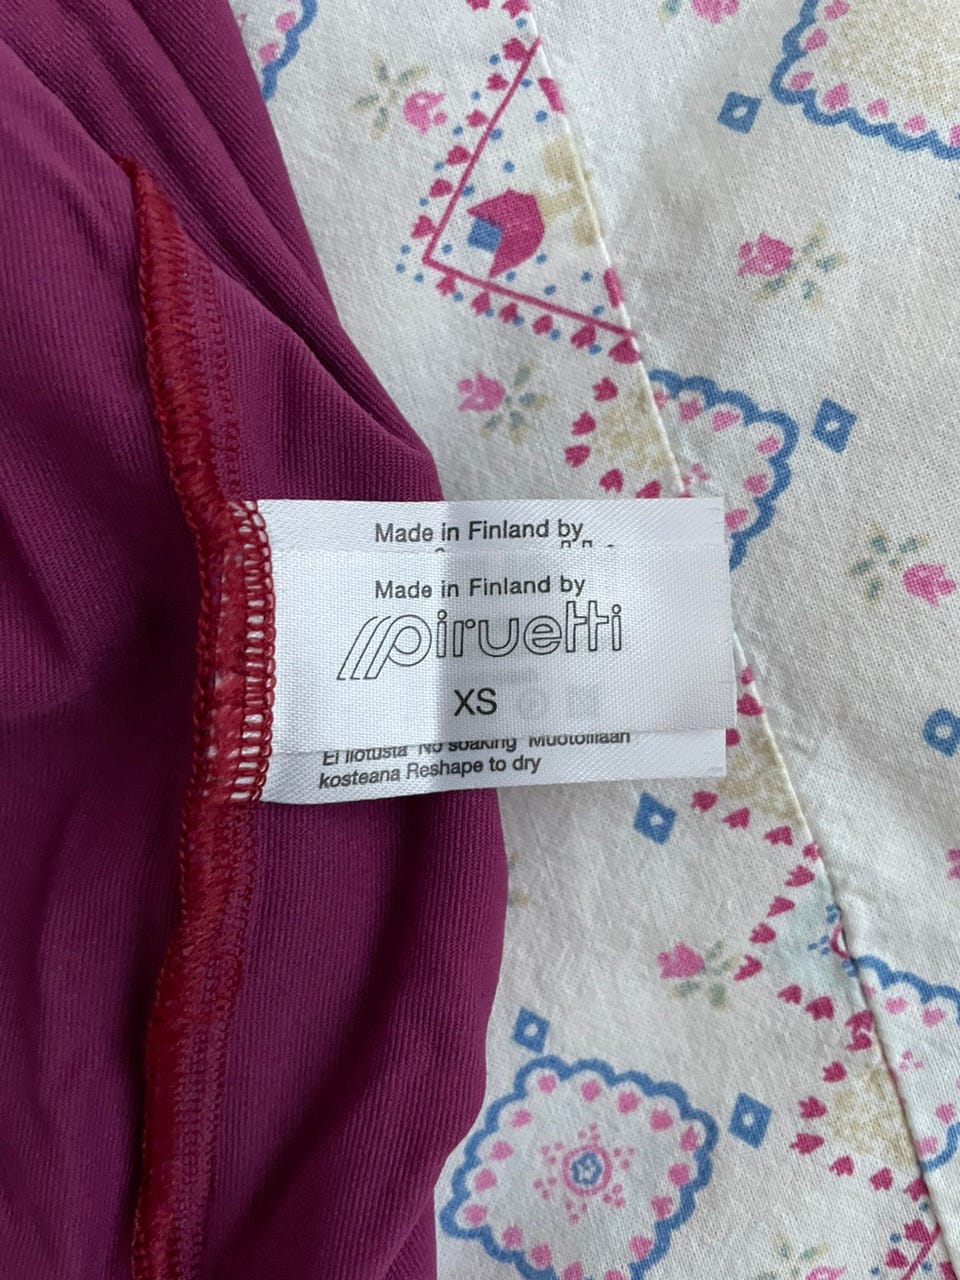 Made in Finland by
Made in Finland by
piruetti
XS
Ei liotusta No soaking Muotoillaan
kosteana Reshape to dry